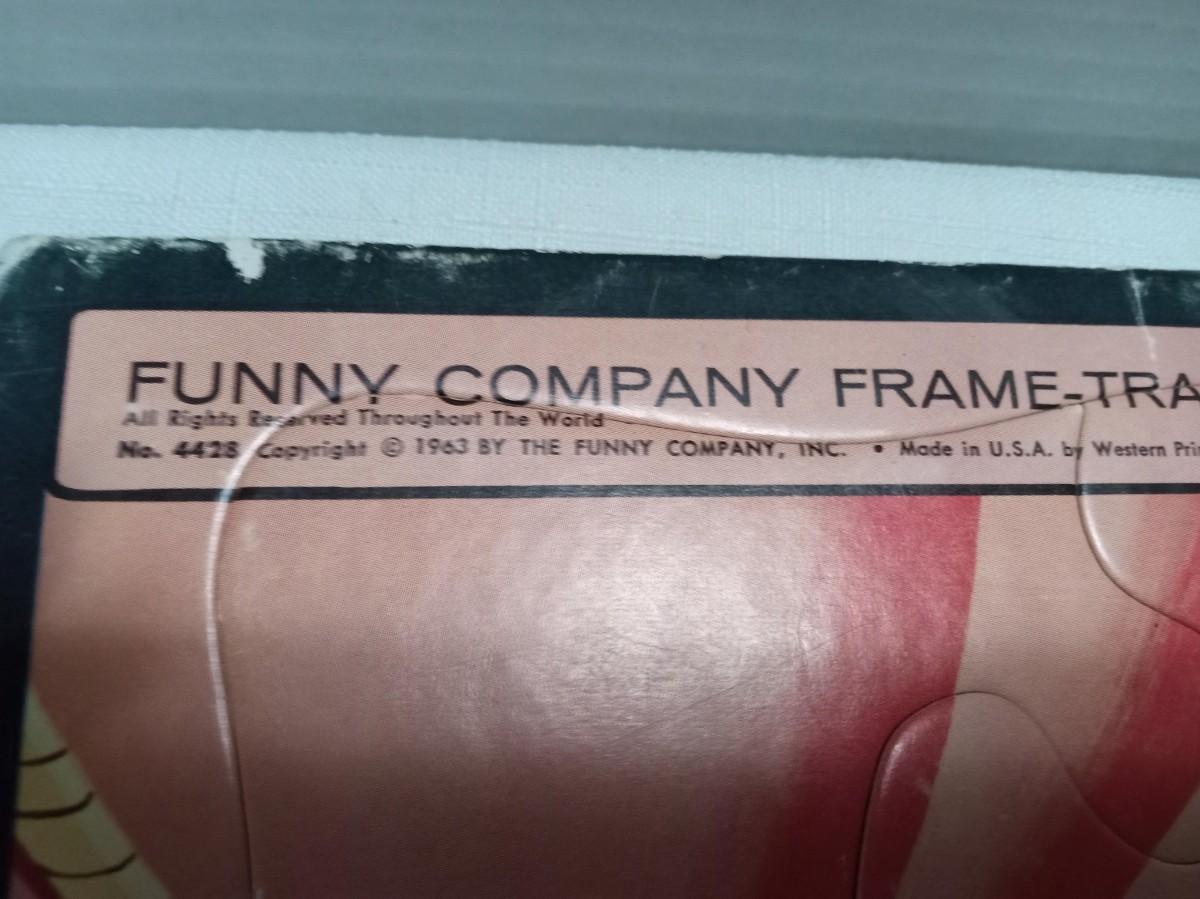 FUNNY COMPANY FRAME-TRA
All Rights Reserved Throughout The World
No. 4428 Copyright © 1963 BY THE FUNNY COMPANY, INC. • Made in U.S.A. by Western Pri